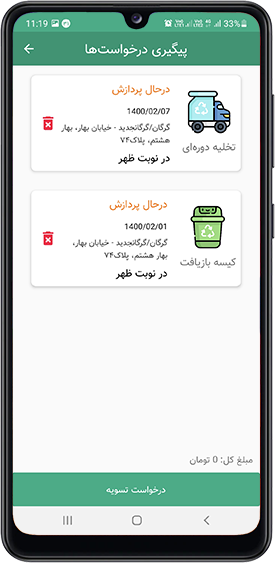 11:19 33%
پیگیری درخواست‌ها
درحال پردازش
1400/02/07
گرگان/گرگانجدید - خیابان بهار، بهار
هشتم، پلاک۷۴
در نوبت ظهر
تخلیه دوره‌ای
درحال پردازش
1400/02/01
گرگان/گرگانجدید - خیابان بهار،
بهار هشتم، پلاک۷۴
در نوبت ظهر
کیسه بازیافت
مبلغ کل: 0 تومان
درخواست تسویه